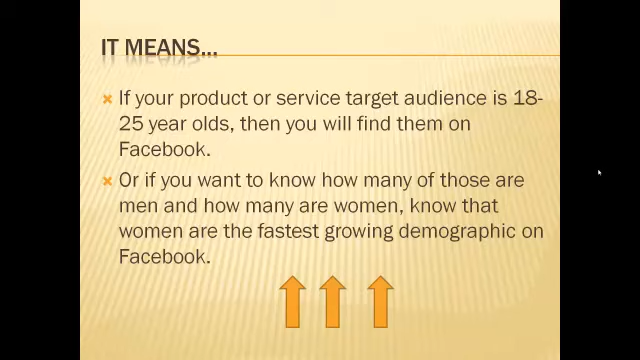 IT MEANS...
If your product or service target audience is 18-
25 year olds, then you will find them on
Facebook.
Or if you want to know how many of those are
men and how many are women, know that
women are the fastest growing demographic on
Facebook.